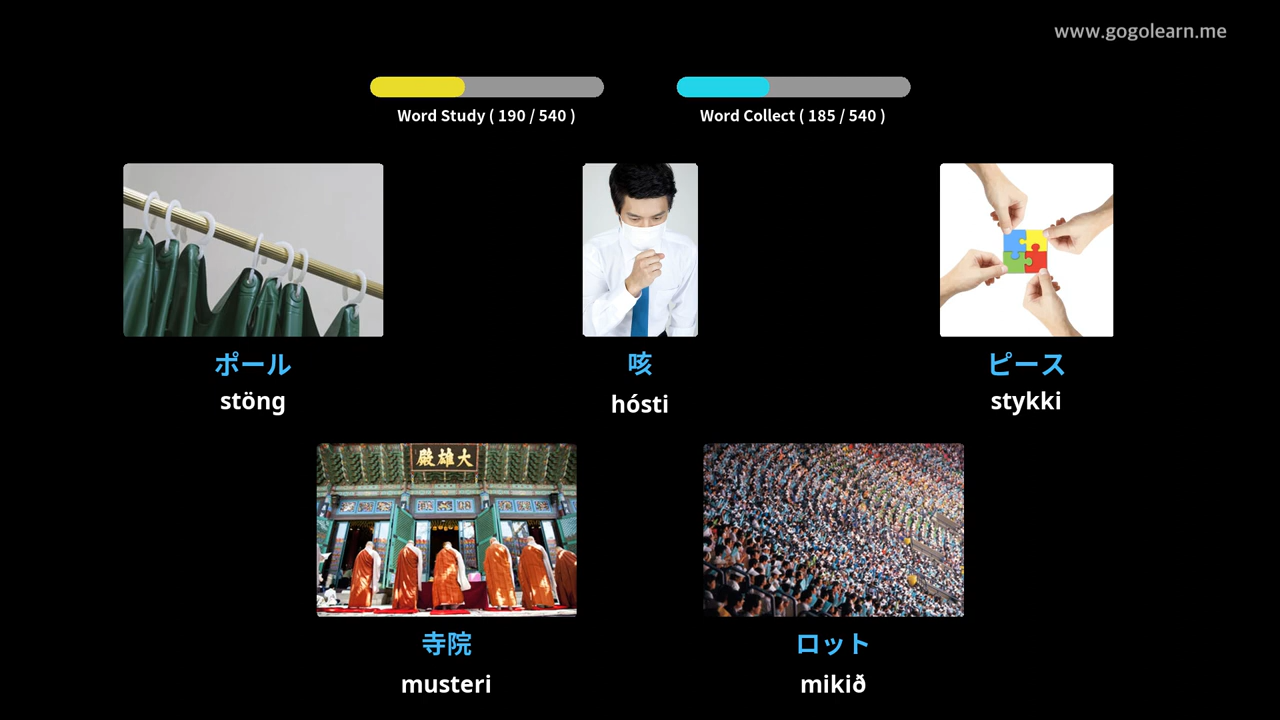 www.gogolearn.me
Word Study ( 190 / 540 )
Word Collect ( 185 / 540 )
ポール
stöng
咳
hósti
ピース
stykki
殿雄大
寺院
musteri
ロット
mikið